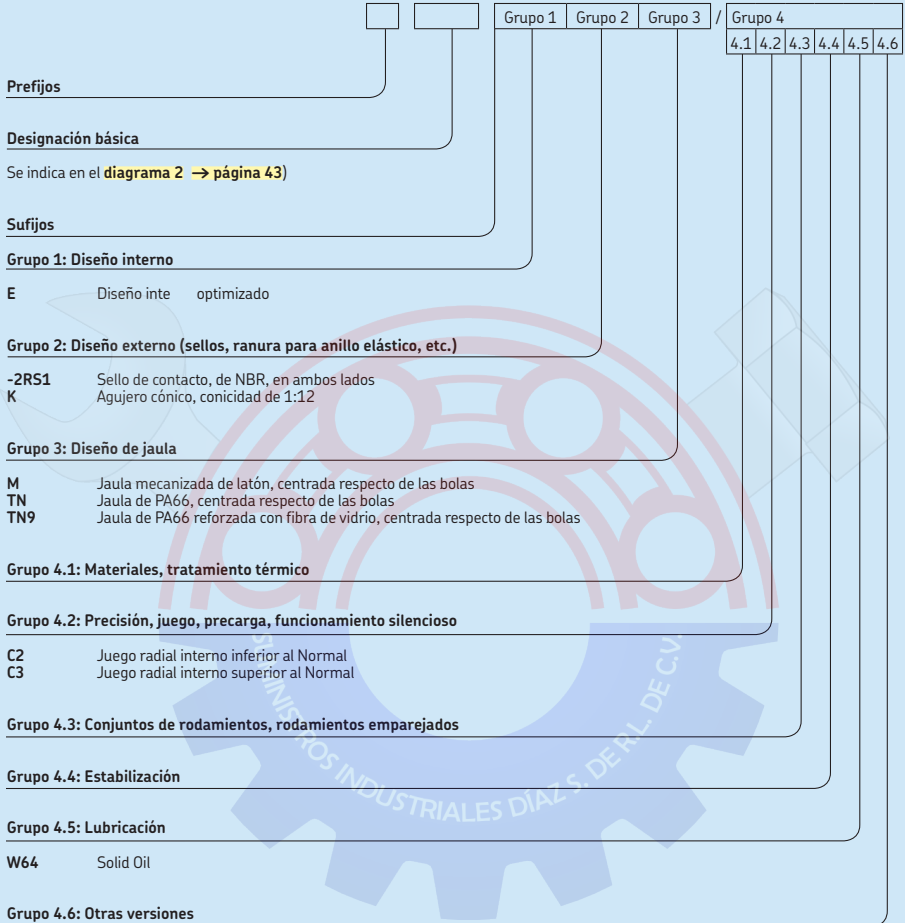 Grupo 1 Grupo 2 Grupo 3 / Grupo 4
4.1 4.2 4.3 4.4 4.5 4.6
Prefijos
Designación básica
Se indica en el diagrama 2 → página 43)
Sufijos
Grupo 1: Diseño interno
E Diseño inte optimizado
Grupo 2: Diseño externo (sellos, ranura para anillo elástico, etc.)
-2RS1 Sello de contacto, de NBR, en ambos lados
K Agujero cónico, conicidad de 1:12
Grupo 3: Diseño de jaula
M Jaula mecanizada de latón, centrada respecto de las bolas
TN Jaula de PA66, centrada respecto de las bolas
TN9 Jaula de PA66 reforzada con fibra de vidrio, centrada respecto de las bolas
Grupo 4.1: Materiales, tratamiento térmico
Grupo 4.2: Precisión, juego, precarga, funcionamiento silencioso
C2 Juego radial interno inferior al Normal
C3 Juego radial interno superior al Normal
Grupo 4.3: Conjuntos de rodamientos, rodamientos emparejados
Grupo 4.4: Estabilización
Grupo 4.5: Lubricación
W64 Solid Oil
Grupo 4.6: Otras versiones
SUMINISTROS INDUSTRIALES DÍAZ S. DE R.L. DE C.V.